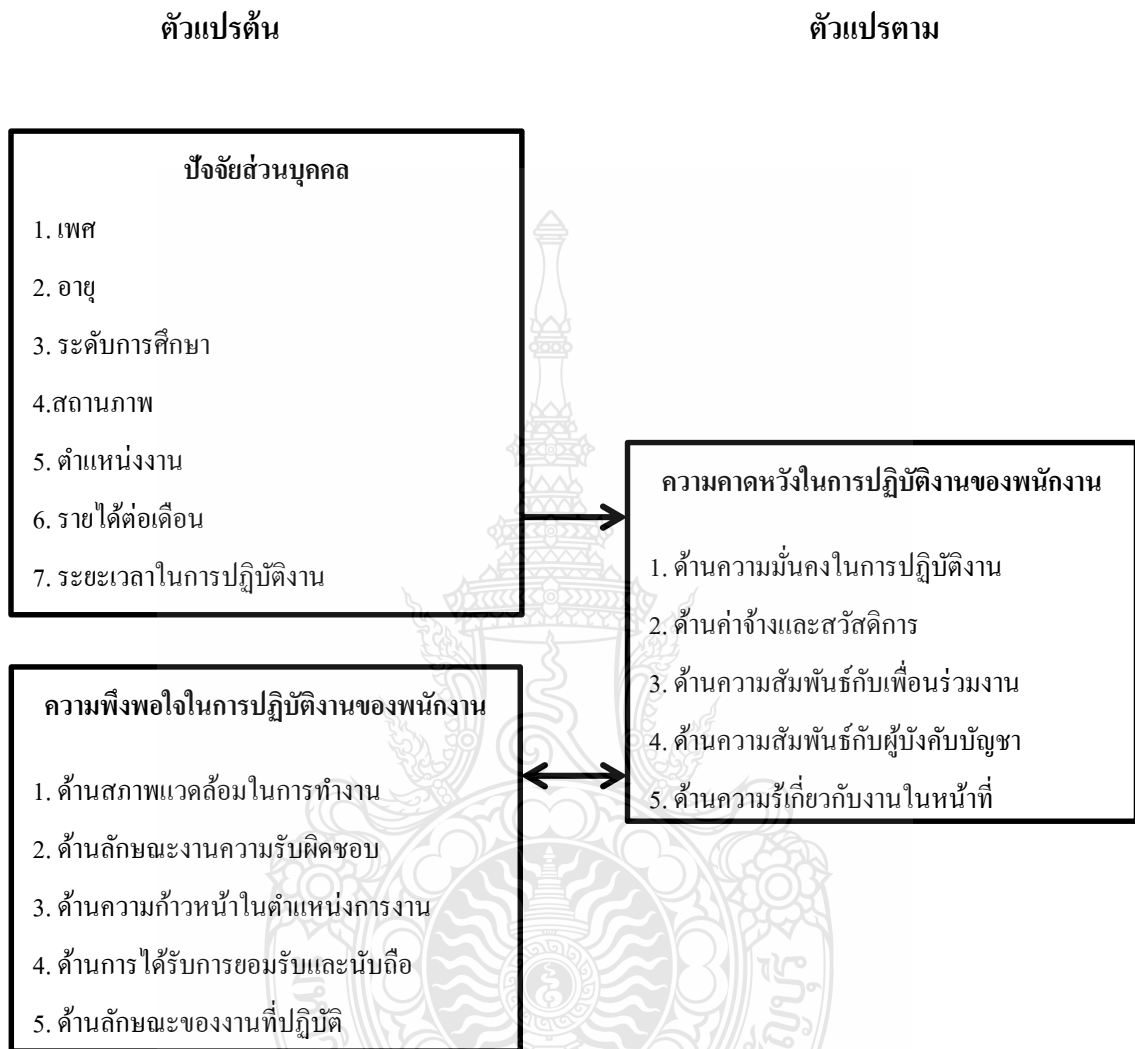 ตัวแปรต้น
ตัวแปรตาม
ปัจจัยส่วนบุคคล
1. เพศ
2. อายุ
3. ระดับการศึกษา
4.สถานภาพ
5. ตำแหน่งงาน
6. รายได้ต่อเดือน
7. ระยะเวลาในการปฏิบัติงาน
ความพึงพอใจในการปฏิบัติงานของพนักงาน
1. ด้านสภาพแวดล้อมในการทำงาน
2. ด้านลักษณะงานความรับผิดชอบ
3. ด้านความก้าวหน้าในตำแหน่งการงาน
4. ด้านการได้รับการยอมรับและนับถือ
5. ด้านลักษณะของงานที่ปฏิบัติ
ความคาดหวังในการปฏิบัติงานของพนักงาน
1. ด้านความมั่นคงในการปฏิบัติงาน
2. ด้านค่าจ้างและสวัสดิการ
3. ด้านความสัมพันธ์กับเพื่อนร่วมงาน
4. ด้านความสัมพันธ์กับผู้บังคับบัญชา
5. ด้านความรู้เกี่ยวกับงานในหน้าที่